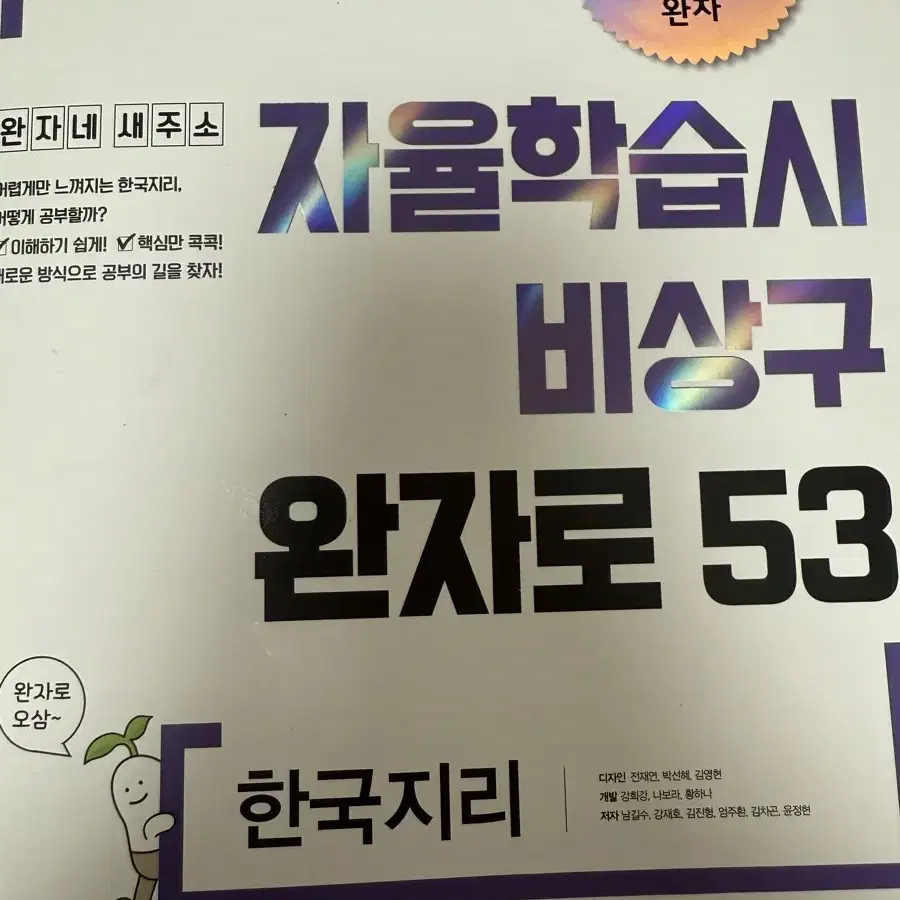 완자
완자네 새주소
어렵게만 느껴지는 한국지리,
어떻게 공부할까?
이해하기 쉽게! 핵심만 콕콕!
새로운 방식으로 공부의 길을 찾자!
자율학습시
비상구
완자로 53
완자로
오삼~
한국지리
디자인 전재연, 박선혜, 김영현
개발 강희강, 나보라, 황하나
저자 남길수, 강재호, 김진형, 엄주환, 김차곤, 윤정현